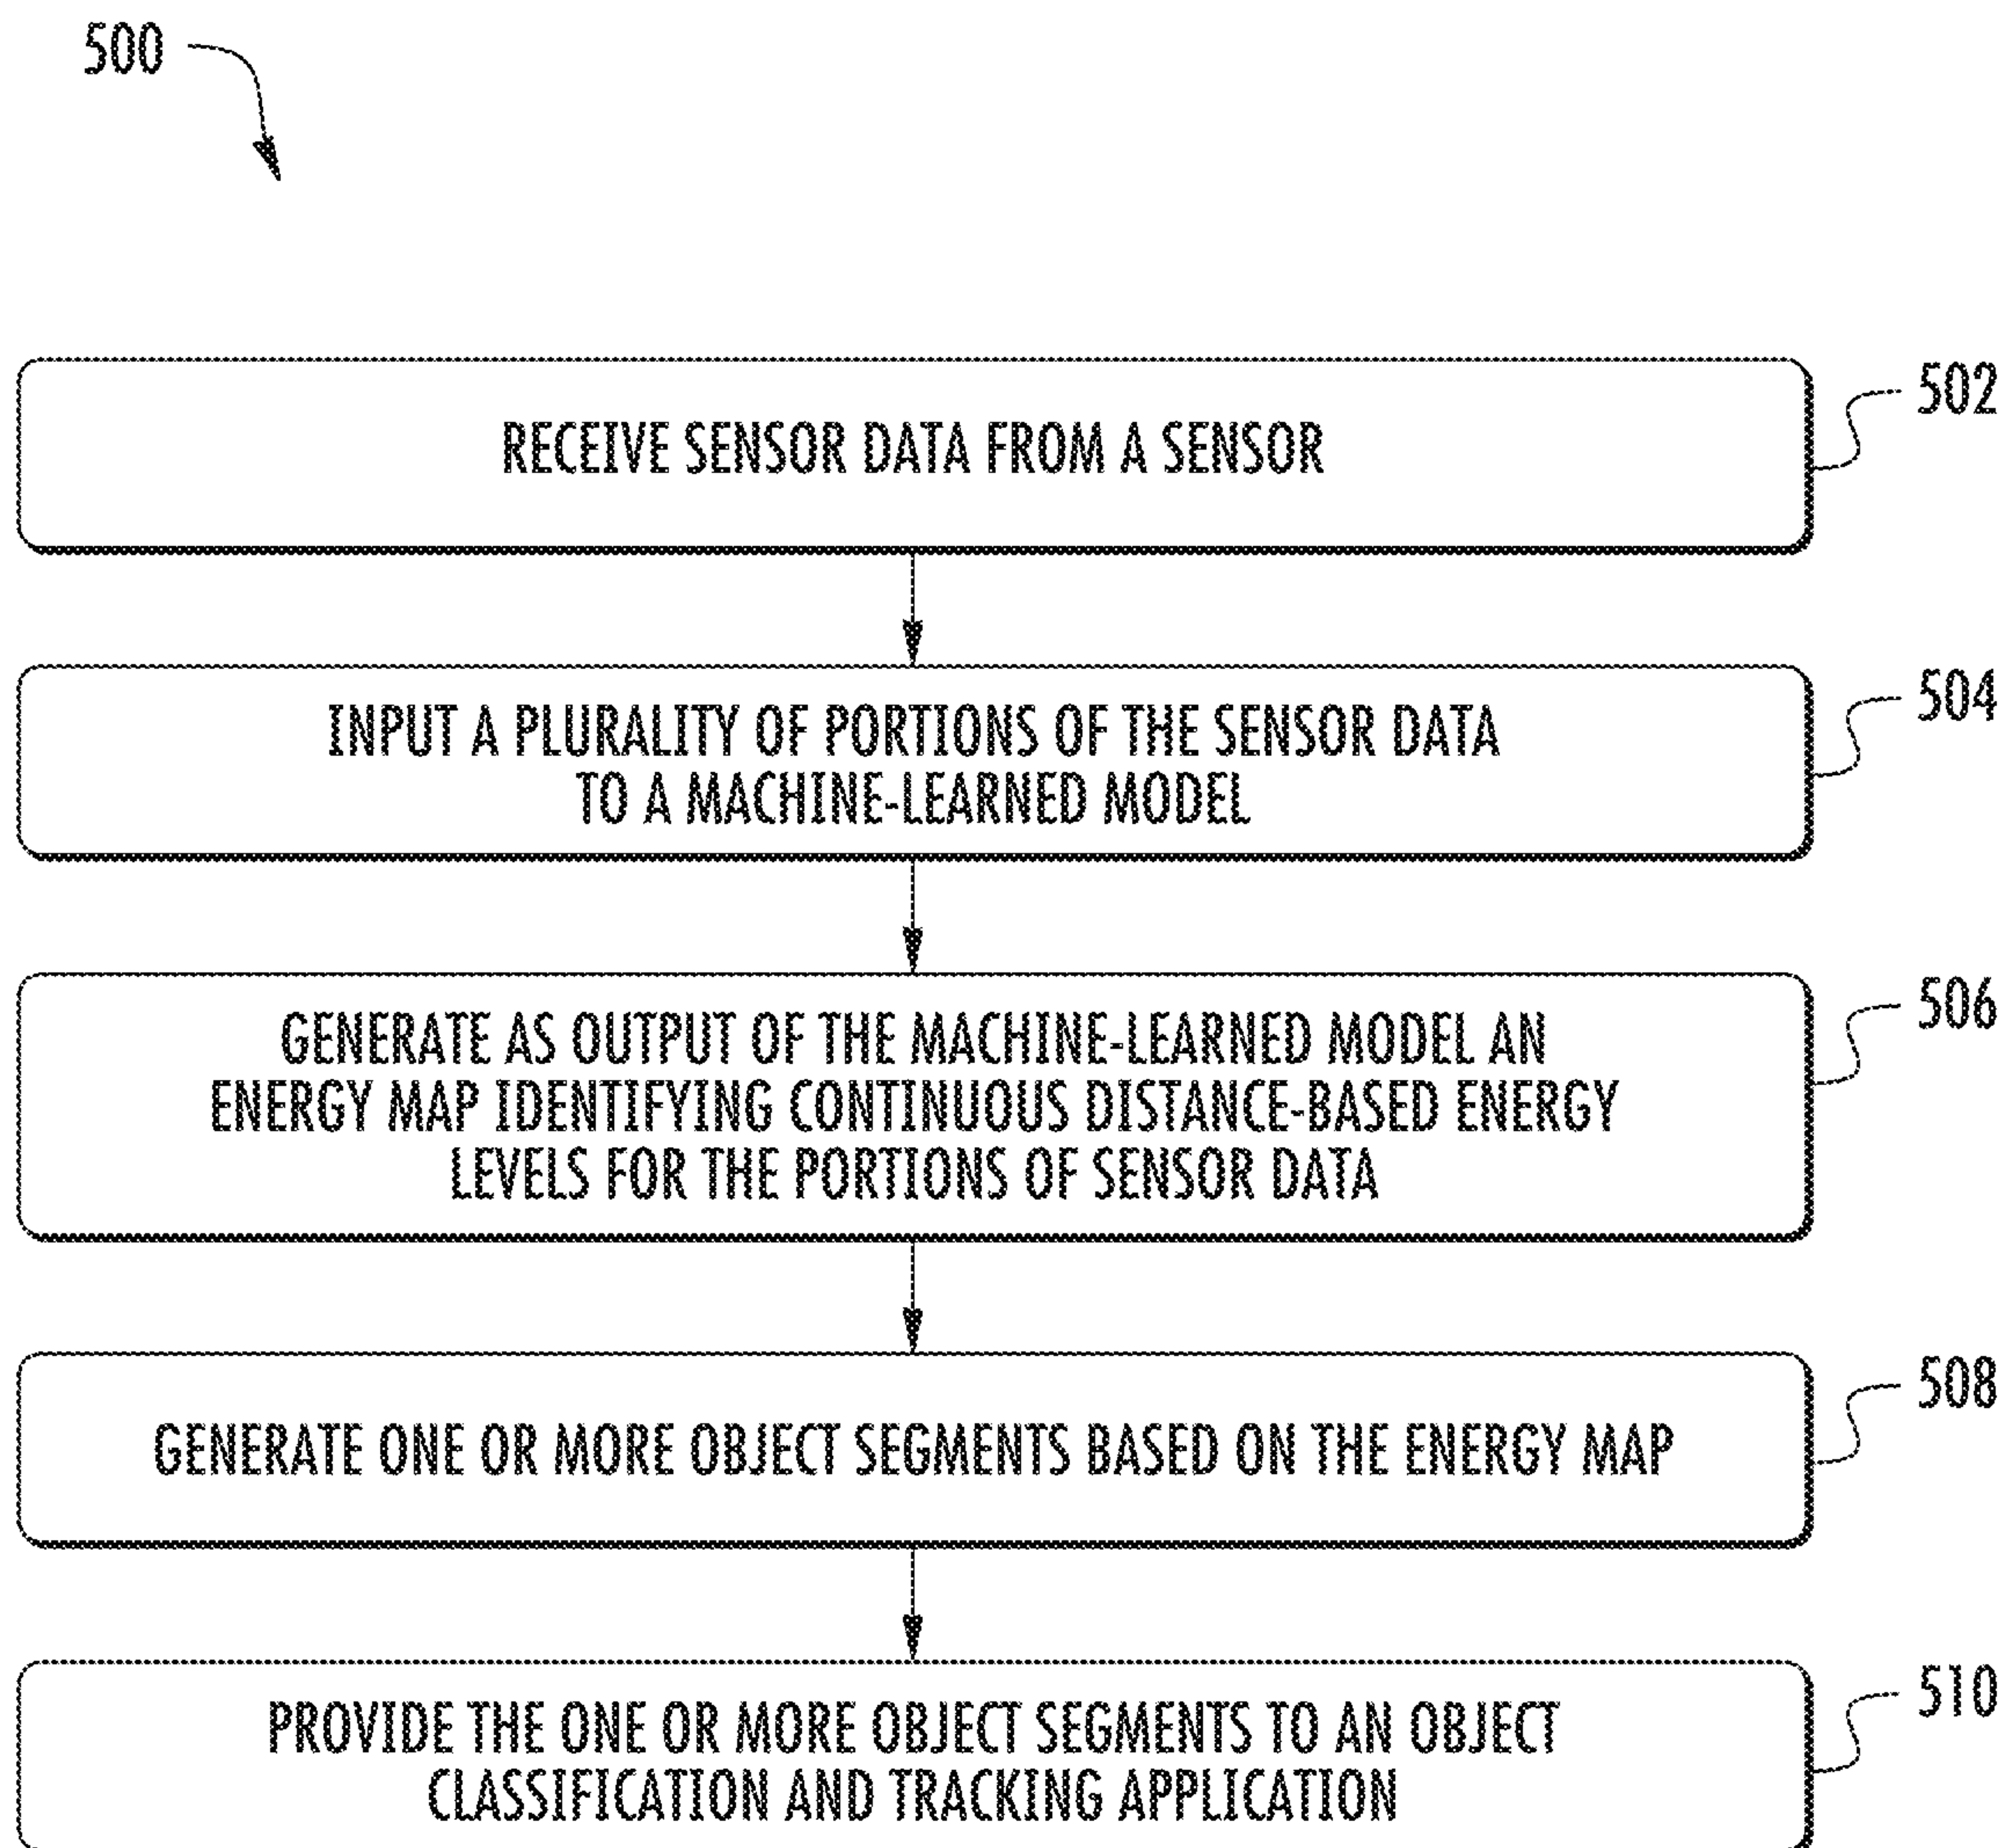 500
RECEIVE SENSOR DATA FROM A SENSOR
502
INPUT A PLURALITY OF PORTIONS OF THE SENSOR DATA
TO A MACHINE-LEARNED MODEL
504
GENERATE AS OUTPUT OF THE MACHINE-LEARNED MODEL AN
ENERGY MAP IDENTIFYING CONTINUOUS DISTANCE-BASED ENERGY
LEVELS FOR THE PORTIONS OF SENSOR DATA
506
GENERATE ONE OR MORE OBJECT SEGMENTS BASED ON THE ENERGY MAP
508
PROVIDE THE ONE OR MORE OBJECT SEGMENTS TO AN OBJECT
CLASSIFICATION AND TRACKING APPLICATION
510